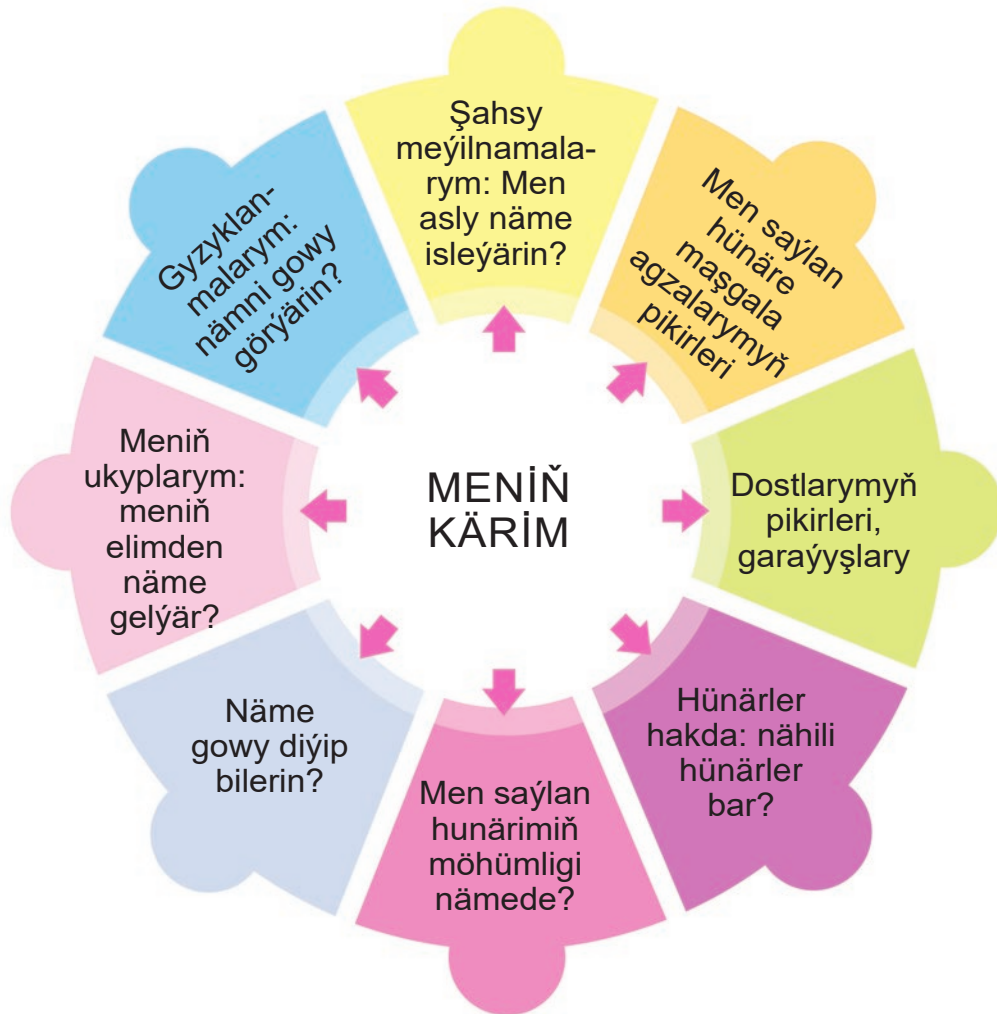 Şahsy
meýilnamala-
rym: Men
asly näme
isleýärin?
Men saýlan
hünäre
maşgala
agzalarymyň
pikirleri
Dostlarymyň
pikirleri,
garaýyşlary
Hünärler
hakda: nähili
hünärler
bar?
Men saýlan
hunärimiň
möhümligi
nämede?
Näme
gowy diýip
bilerin?
Meniň
ukyplarym:
meniň
elimden
näme
gelýär?
Gyzyklan-
malarym:
nämni gowy
görýärin?
MENİŇ
KÄRİM